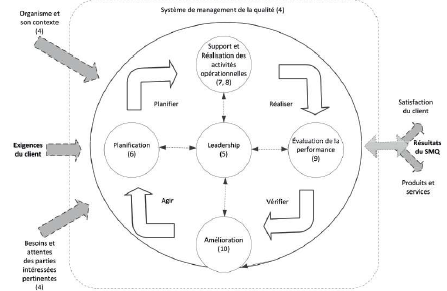 Organisme et
son contexte
(4)
Système de management de la qualité (4)
Support et
Réalisation des
activités
opérationnelles
(7, 8)
Planifier
Réaliser
Satisfaction
du client
Exigences
du client
Planification
(6)
Leadership
(5)
Évaluation de la
performance
(9)
Résultats
du SMQ
Agir
Vérifier
Produits et
services
Amélioration
(10)
Besoins et
attentes
des parties
intéressées
pertinentes
(4)